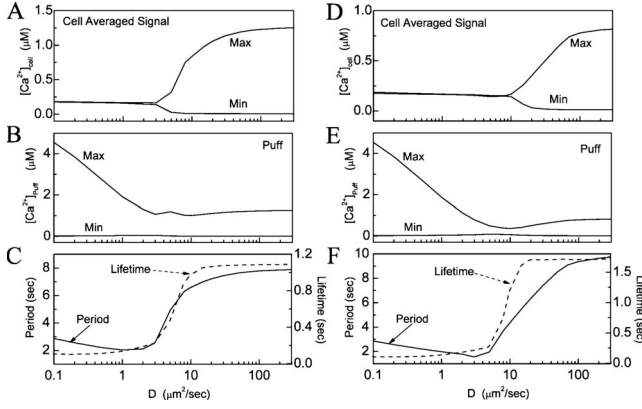 A
Cell Averaged Signal
Max
Min
[Ca²⁺]cell (μM)
1.5
1.0
0.5
0.0
B
Puff
Max
Min
[Ca²⁺]Puff (μM)
4
2
0
C
Lifetime
Period
Period (sec)
8
6
4
2
Lifetime (sec)
1.2
0.8
0.4
0.0
0.1
1
10
100
D (μm²/sec)
D
Cell Averaged Signal
Max
Min
[Ca²⁺]cell (μM)
1.0
0.5
0.0
E
Puff
Max
Min
[Ca²⁺]Puff (μM)
4
2
0
F
Lifetime
Period
Period (sec)
10
8
6
4
2
Lifetime (sec)
1.5
1.0
0.5
0.0
0.1
1
10
100
D (μm²/sec)